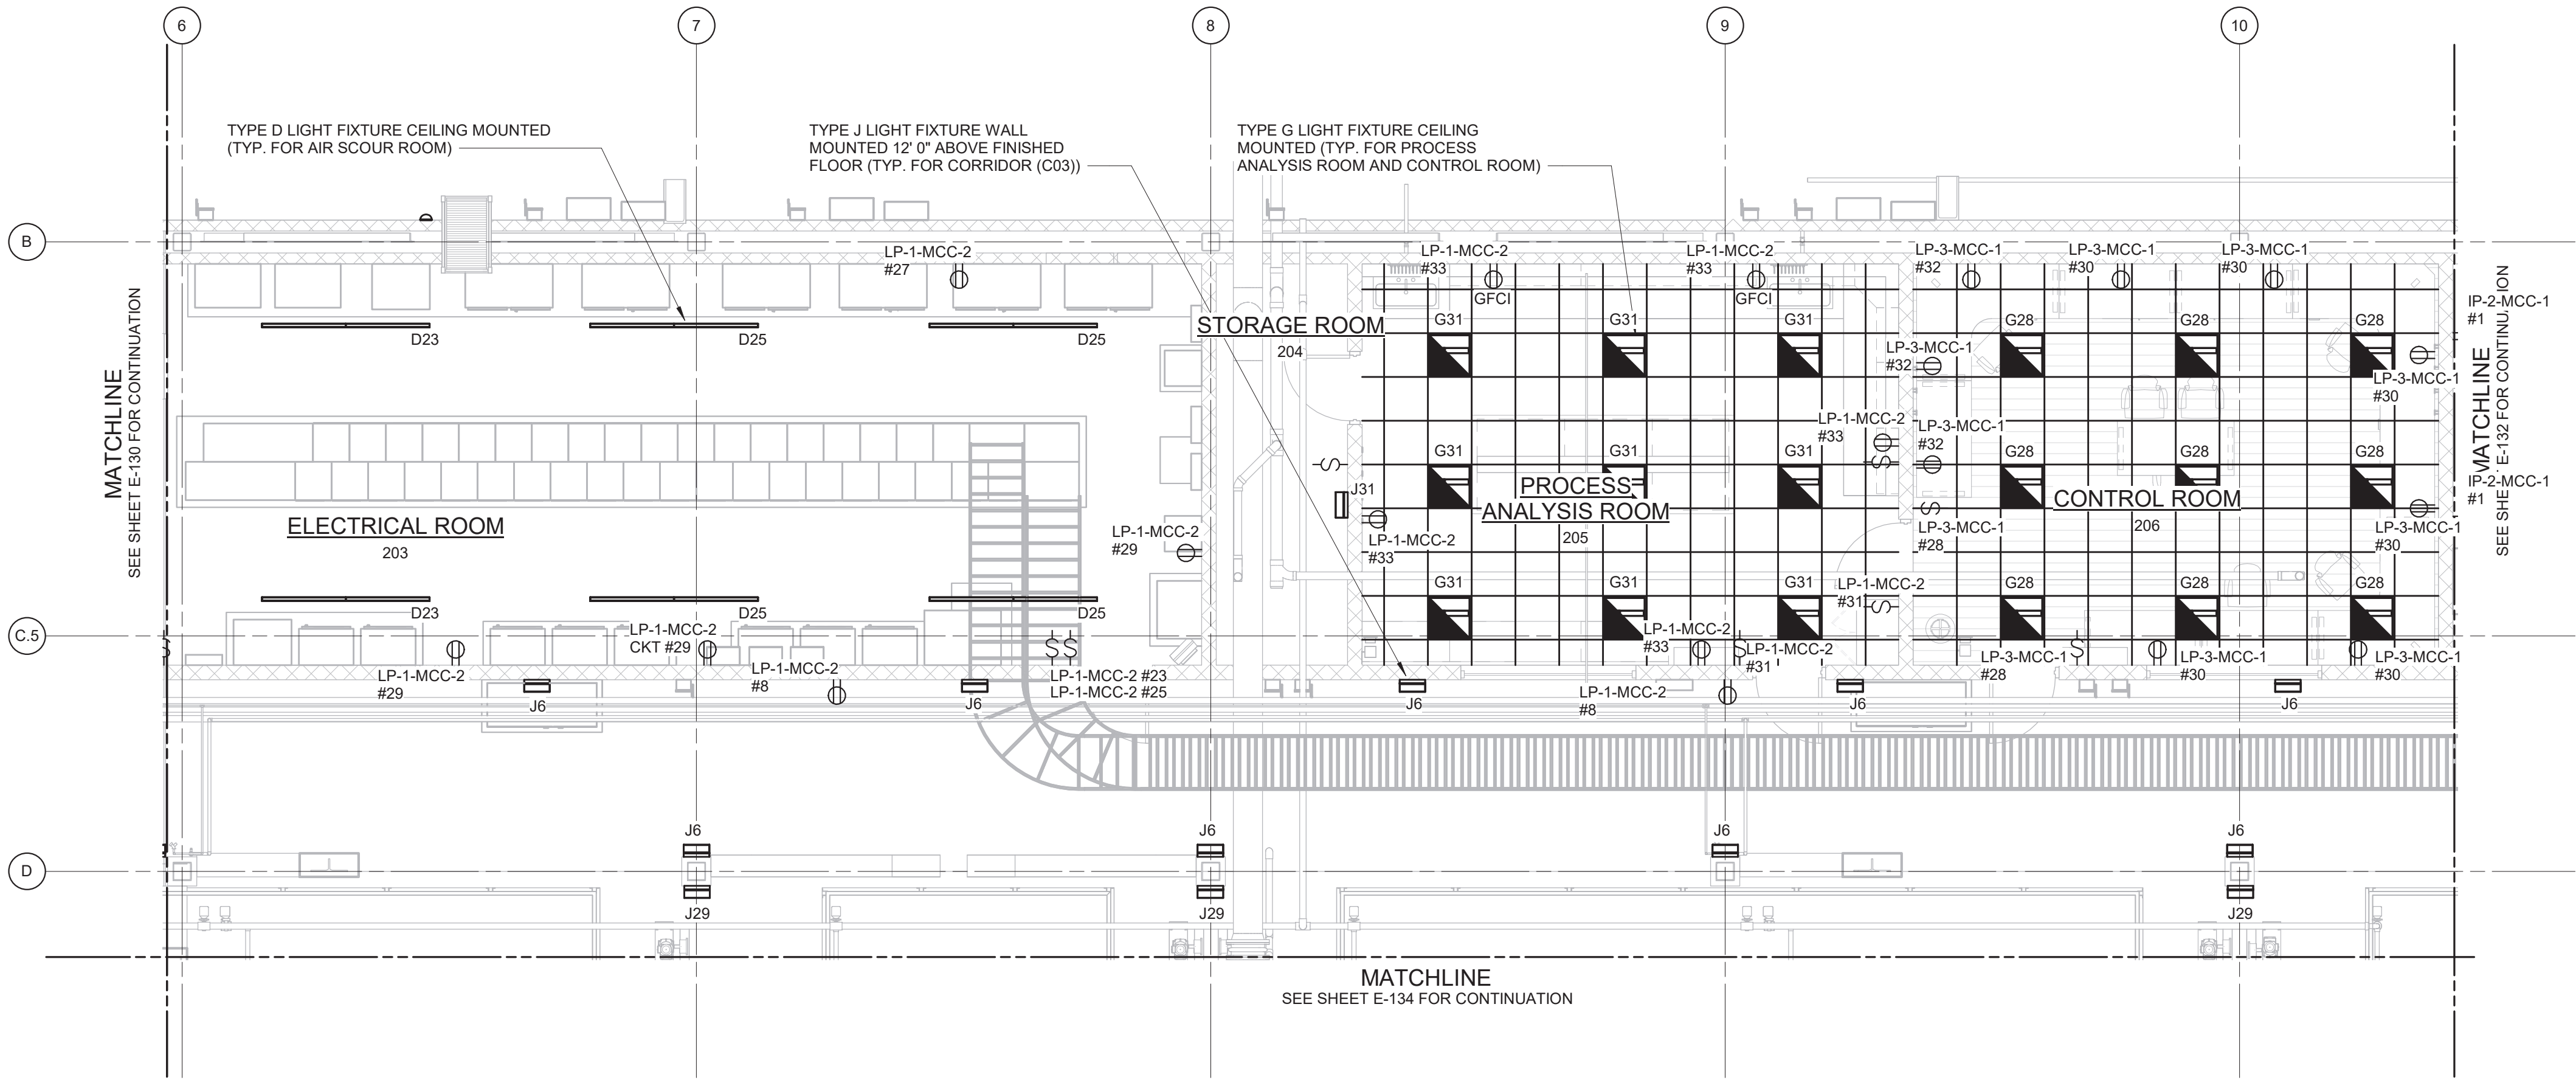 6
7
8
9
10
TYPE D LIGHT FIXTURE CEILING MOUNTED
(TYP. FOR AIR SCOUR ROOM)
TYPE J LIGHT FIXTURE WALL
MOUNTED 12' 0" ABOVE FINISHED
FLOOR (TYP. FOR CORRIDOR (C03))
TYPE G LIGHT FIXTURE CEILING
MOUNTED (TYP. FOR PROCESS
ANALYSIS ROOM AND CONTROL ROOM)
B
LP-1-MCC-2
#27
LP-1-MCC-2
#33
GFCI
LP-1-MCC-2
#33
GFCI
LP-3-MCC-1
#32
LP-3-MCC-1
#30
LP-3-MCC-1
#30
IP-2-MCC-1
#1
MATCHLINE
SEE SHEET E-130 FOR CONTINUATION
D23
D25
D25
STORAGE ROOM
204
G31
G31
G31
G28
G28
G28
LP-3-MCC-1
#32
LP-3-MCC-1
#30
MATCHLINE
SEE SHE E-132 FOR CONTINU ION
LP-1-MCC-2
#33
LP-3-MCC-1
#32
G31
G31
G31
G28
G28
G28
S
J31
S
S
PROCESS
ANALYSIS ROOM
205
CONTROL ROOM
206
IP-2-MCC-1
#1
ELECTRICAL ROOM
203
LP-1-MCC-2
#29
LP-1-MCC-2
#33
LP-3-MCC-1
#28
LP-3-MCC-1
#30
G31
G31
G31
LP-1-MCC-2
#31
S
G28
G28
G28
D23
D25
D25
C.5
S
LP-1-MCC-2
CKT #29
S S
LP-1-MCC-2
#33
S
LP-1-MCC-2
#31
S
LP-1-MCC-2
#29
LP-1-MCC-2
#8
LP-1-MCC-2 #23
LP-1-MCC-2 #25
LP-3-MCC-1
#28
LP-3-MCC-1
#30
LP-3-MCC-1
#30
LP-1-MCC-2
#8
J6
J6
J6
J6
J6
J6
J6
J6
J6
D
J29
J29
J29
MATCHLINE
SEE SHEET E-134 FOR CONTINUATION